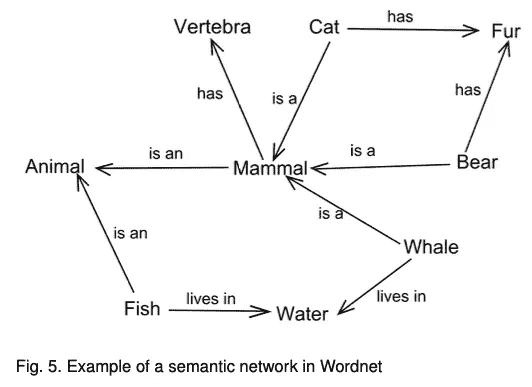 Vertebra
Cat
has
Fur
has
is a
has
Animal
is an
Mammal
is a
Bear
is an
is a
Whale
Fish
lives in
Water
lives in
Fig. 5. Example of a semantic network in Wordnet